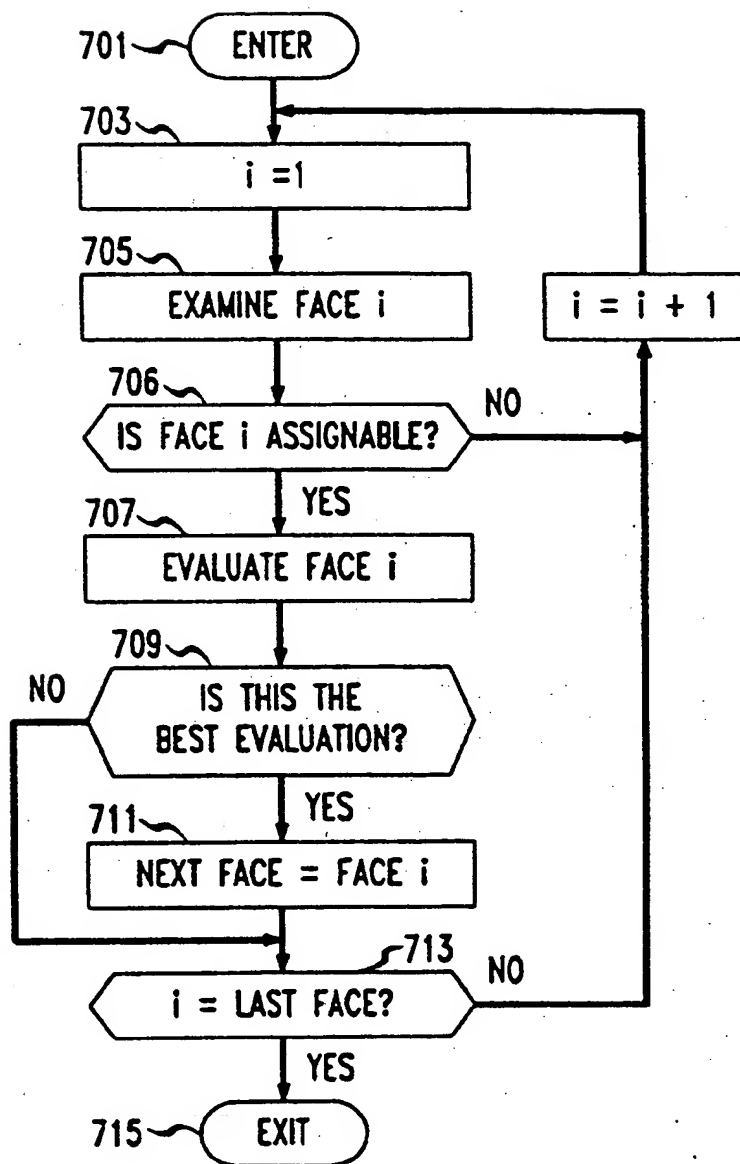 701 ENTER
703
i =1
705
EXAMINE FACE i
i = i + 1
706
IS FACE i ASSIGNABLE?
NO
YES
707
EVALUATE FACE i
709
NO
IS THIS THE
BEST EVALUATION?
YES
711
NEXT FACE = FACE i
713
i = LAST FACE?
NO
YES
715 EXIT